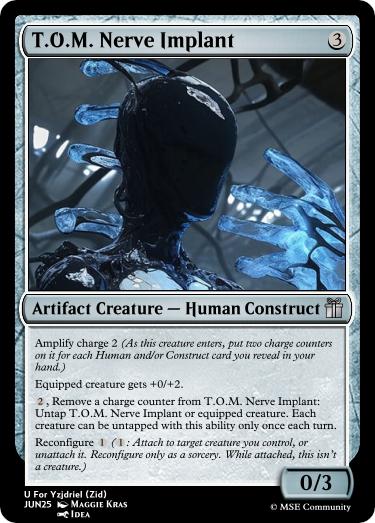 T.O.M. Nerve Implant 3
Artifact Creature — Human Construct
Amplify charge 2 (As this creature enters, put two charge counters
on it for each Human and/or Construct card you reveal in your
hand.)
Equipped creature gets +0/+2.
2, Remove a charge counter from T.O.M. Nerve Implant:
Untap T.O.M. Nerve Implant or equipped creature. Each
creature can be untapped with this ability only once each turn.
Reconfigure 1 (1: Attach to target creature you control, or
unattach it. Reconfigure only as a sorcery. While attached, this isn't
a creature.)
0/3
U For Yzjdriel (Zid)
JUN25 Maggie Kras
Idea
© MSE Community